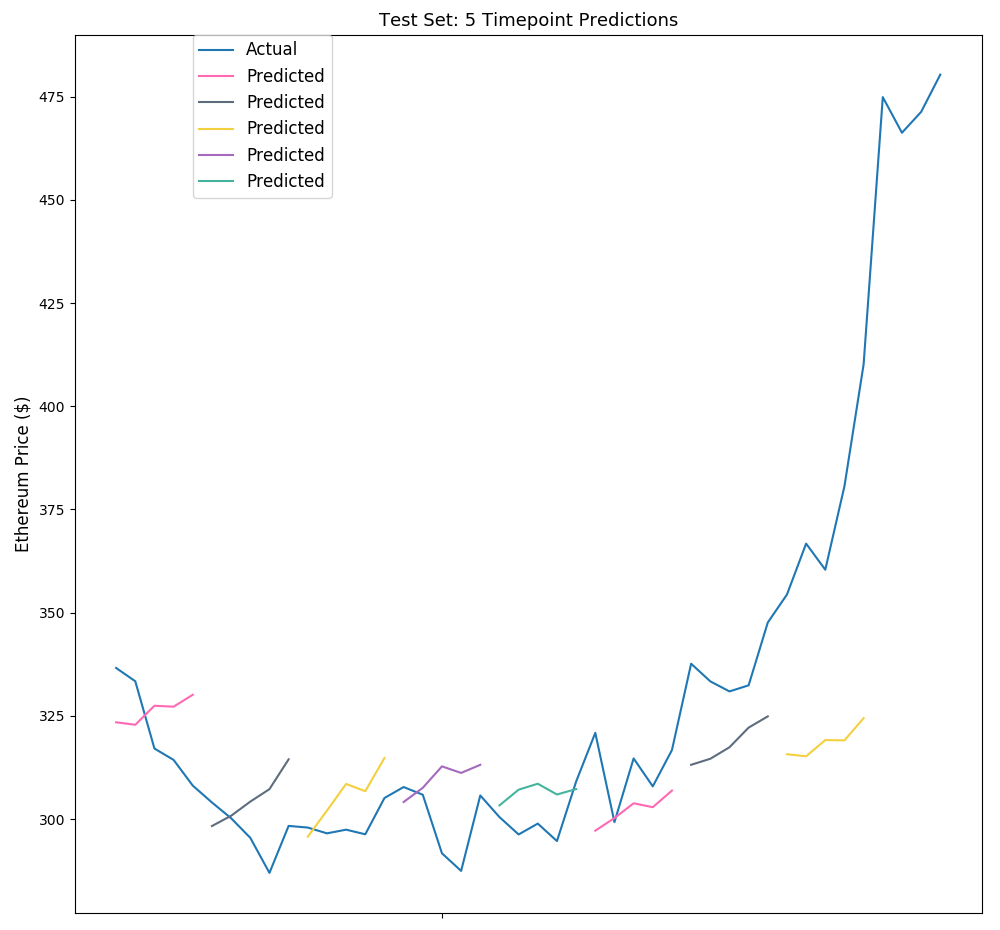 Test Set: 5 Timepoint Predictions
Actual
Predicted
Predicted
Predicted
Predicted
Predicted
475
450
425
400
375
350
325
300
Ethereum Price ($)